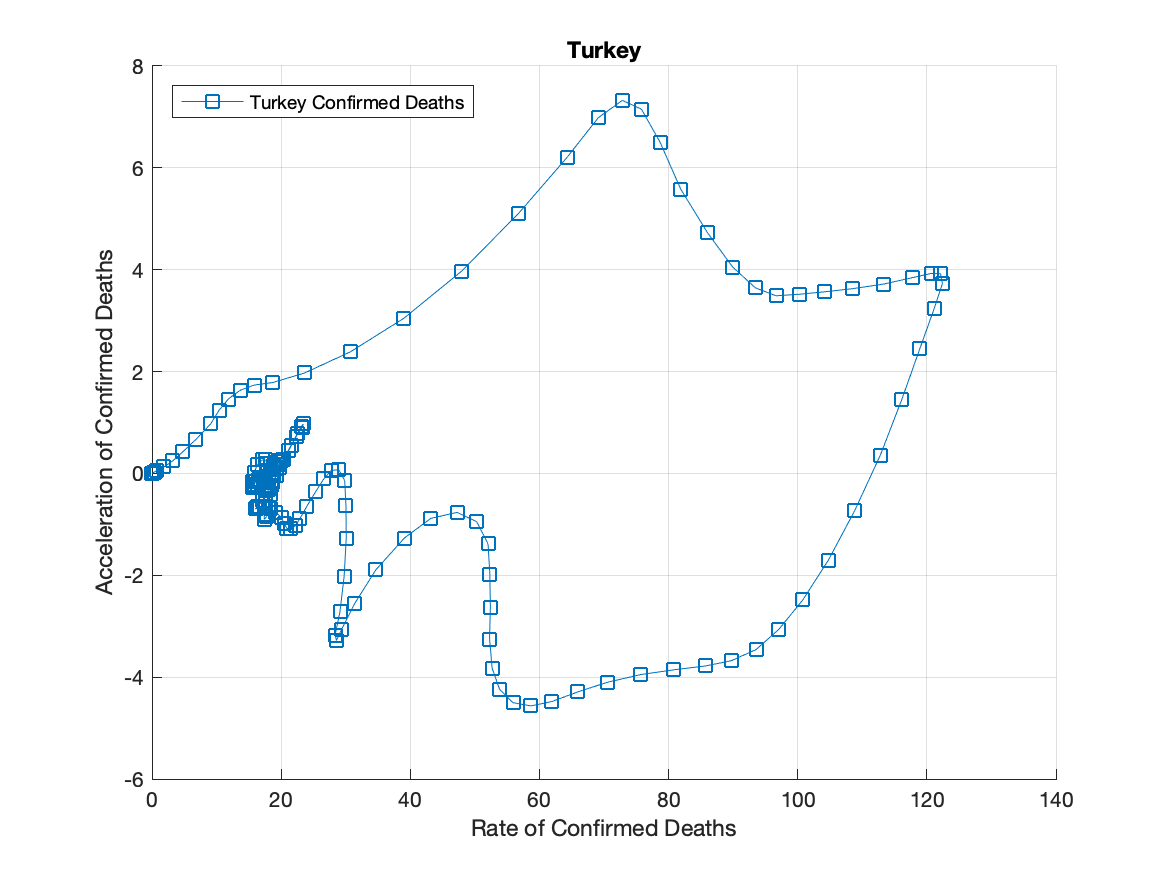 Turkey
Turkey Confirmed Deaths
8
6
4
2
0
-2
-4
-6
Acceleration of Confirmed Deaths
0 20 40 60 80 100 120 140
Rate of Confirmed Deaths